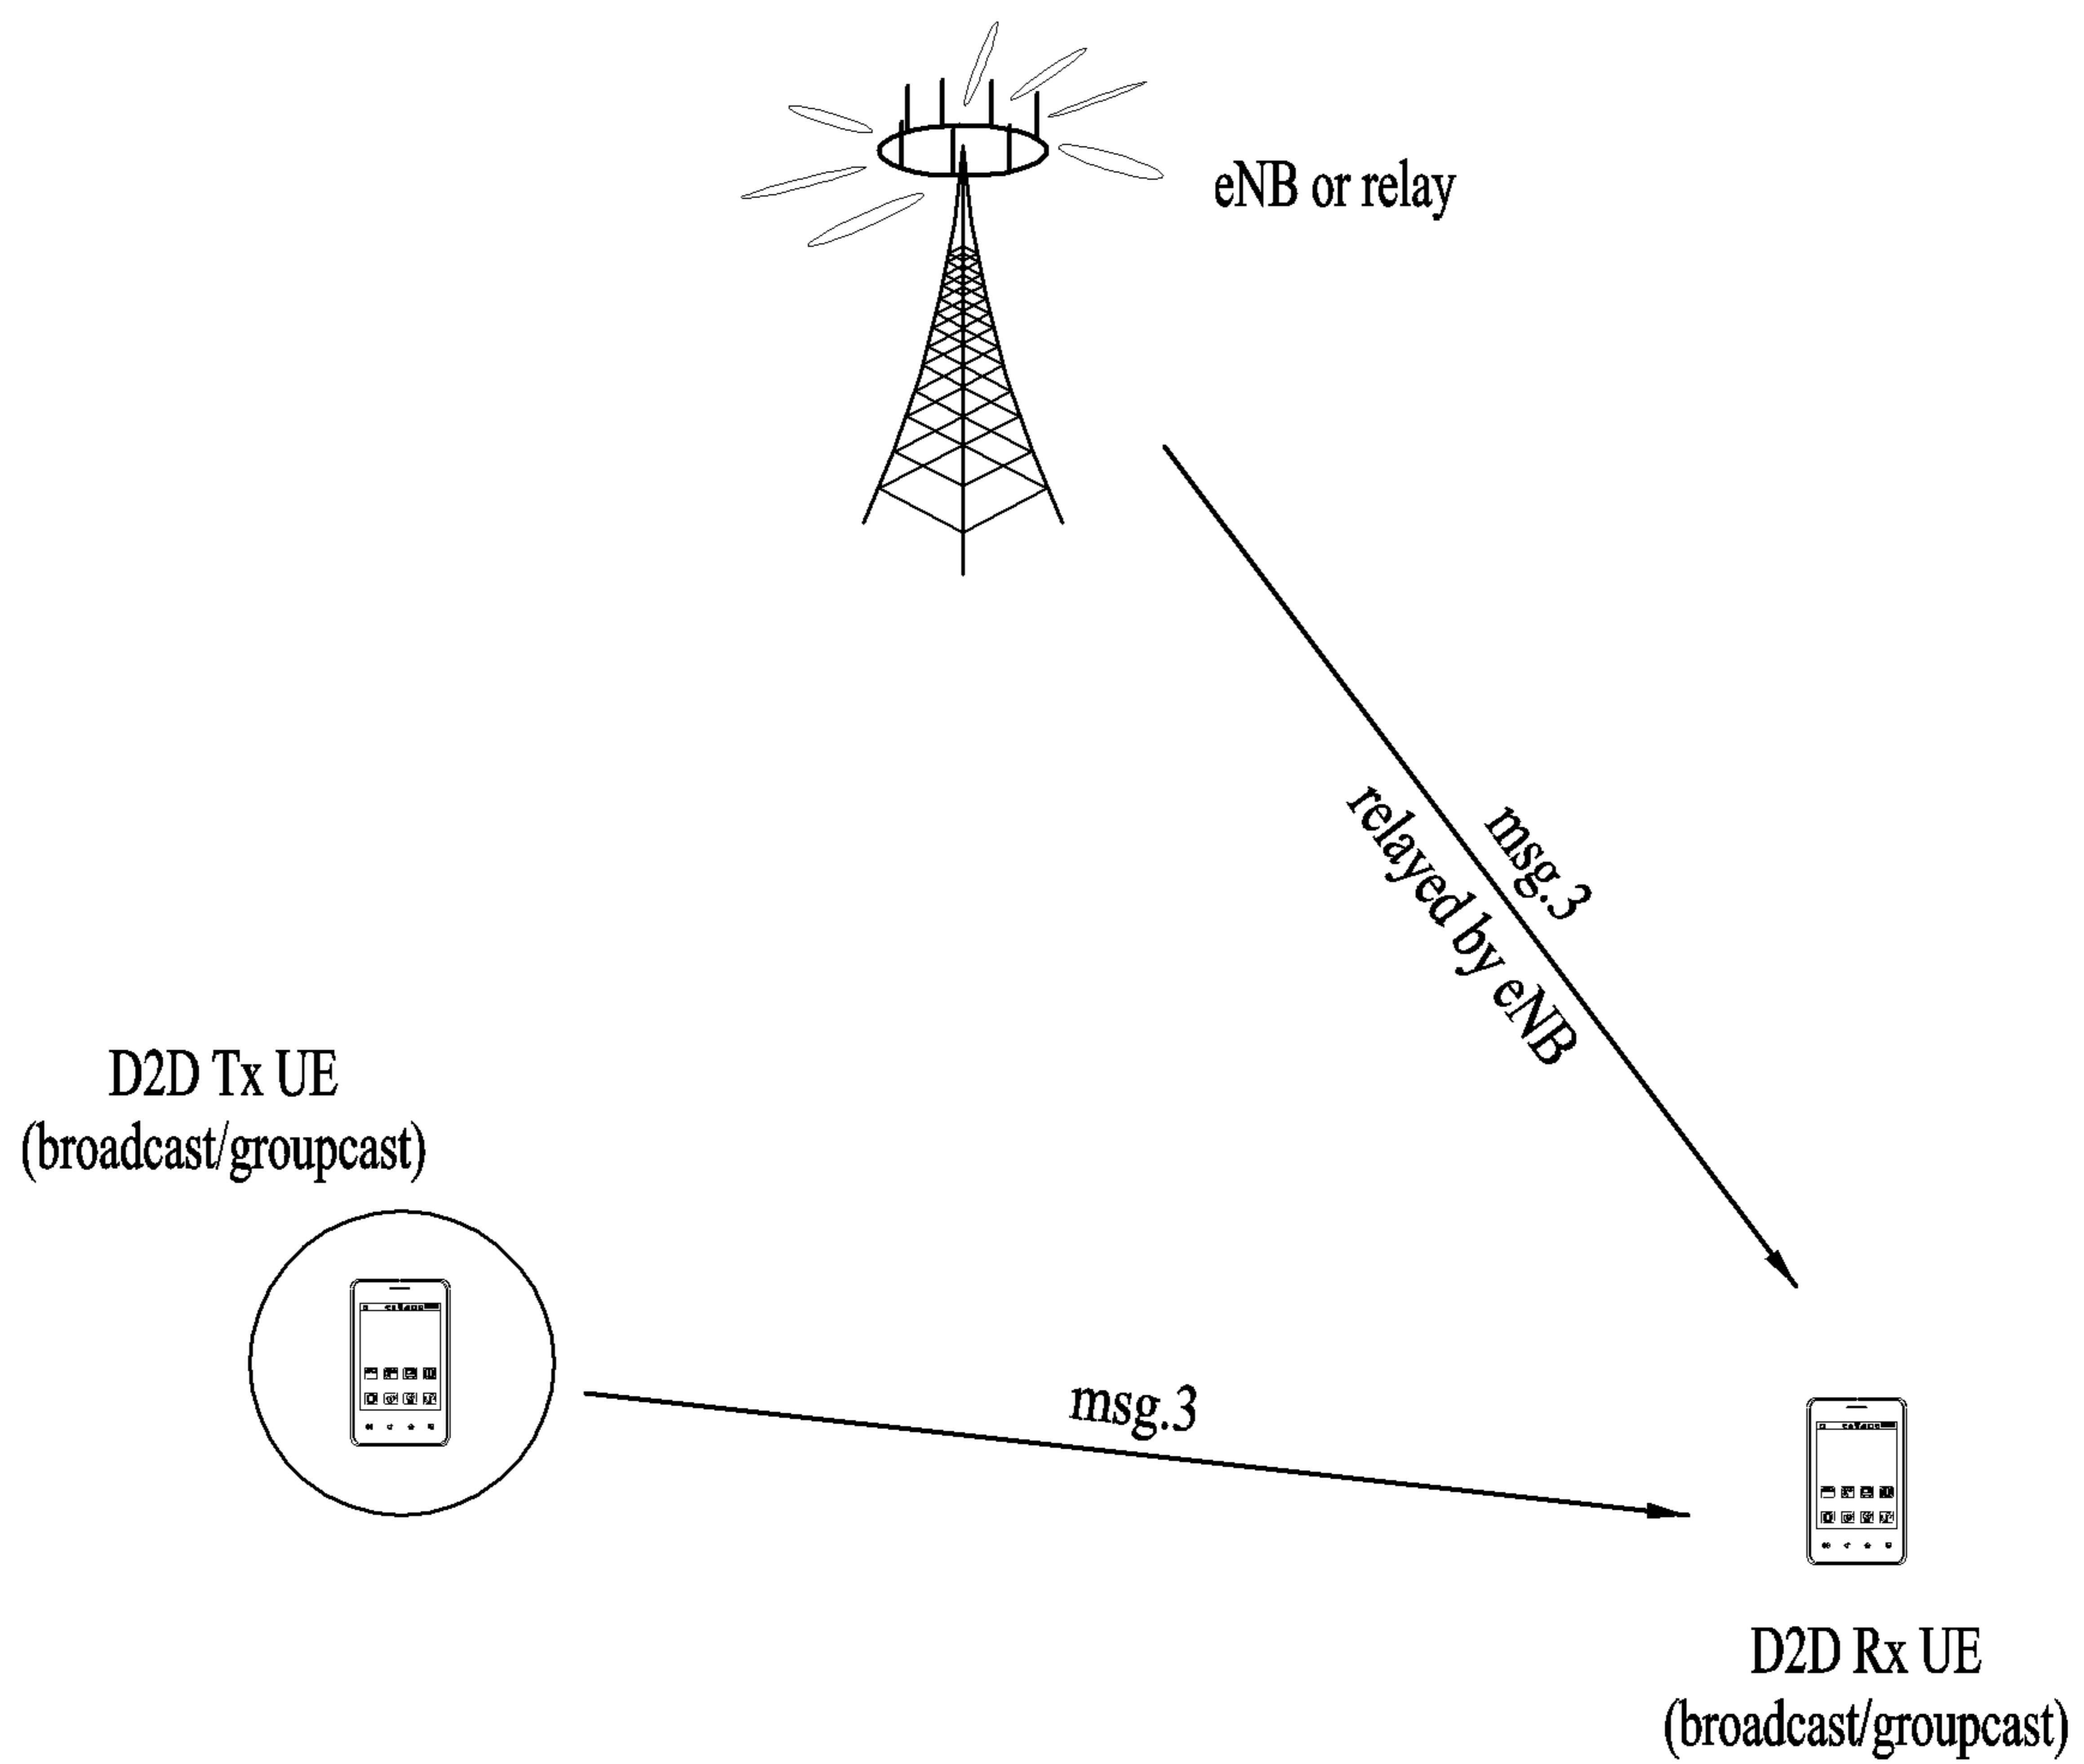 eNB or relay
msg.3
relayed by eNB
D2D Tx UE
(broadcast/groupcast)
msg.3
D2D Rx UE
(broadcast/groupcast)